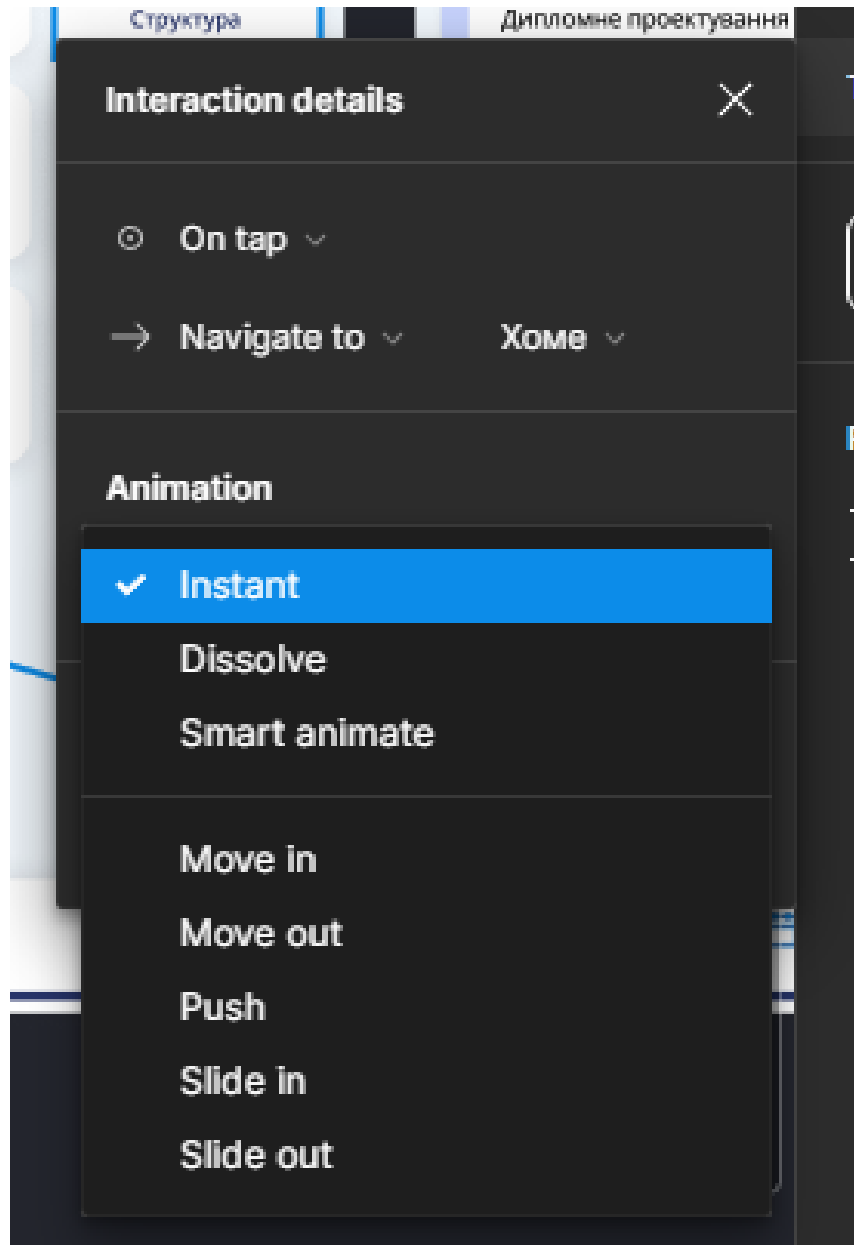 Структура Дипломне проектування
Interaction details
On tap
Navigate to Хоме
Animation
Instant
Dissolve
Smart animate
Move in
Move out
Push
Slide in
Slide out